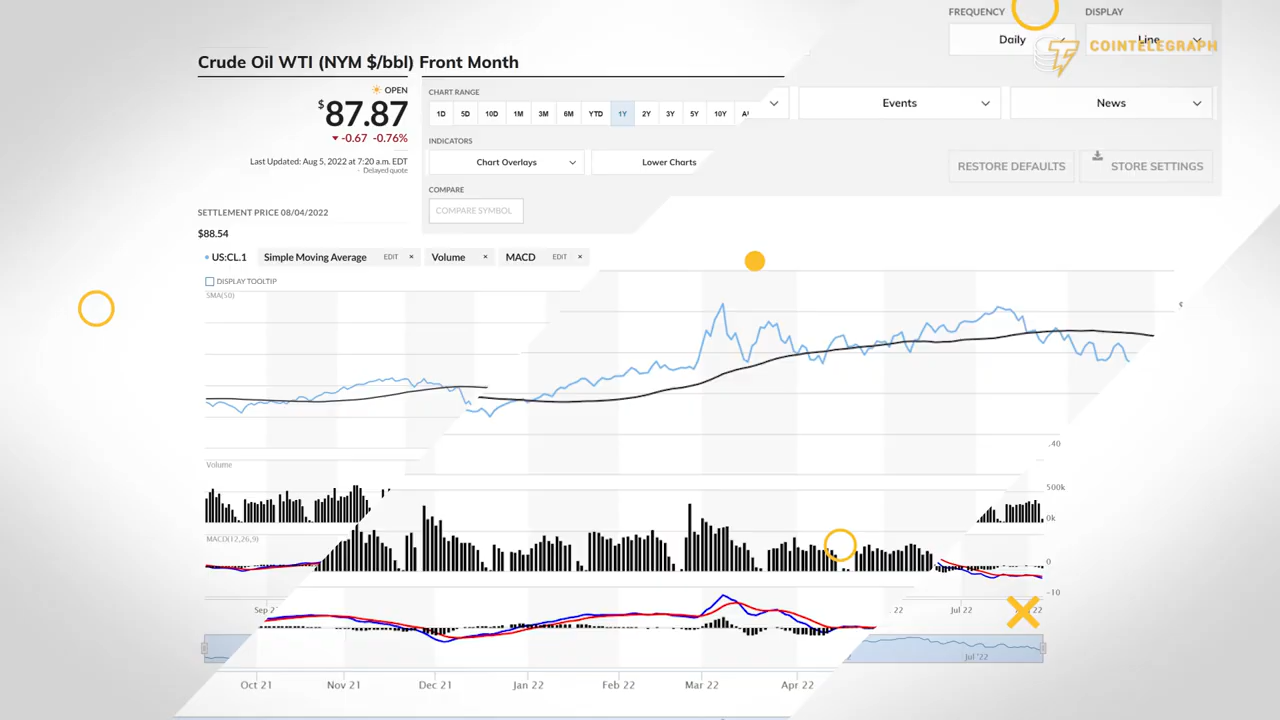 FREQUENCY
DISPLAY
Daily
Line
COINTELEGRAPH
Crude Oil WTI (NYM $/bbl) Front Month
OPEN
$87.87
-0.67 -0.76%
Last Updated: Aug 5, 2022 at 7:20 a.m. EDT
Delayed quote
CHART RANGE
1D 5D 10D 1M 3M 6M YTD 1Y 2Y 3Y 5Y 10Y
Events
News
INDICATORS
Chart Overlays
Lower Charts
RESTORE DEFAULTS
STORE SETTINGS
COMPARE
COMPARE SYMBOL
SETTLEMENT PRICE 08/04/2022
$88.54
US:CL.1
Simple Moving Average EDIT ×
Volume ×
MACD EDIT ×
DISPLAY TOOLTIP
SMA(50)
.40
Volume
500k
0k
MACD(12,26,9)
0
-10
Sep 2
22
Jul 22
22
Jul '22
Oct 21
Nov 21
Dec 21
Jan 22
Feb 22
Mar 22
Apr 22